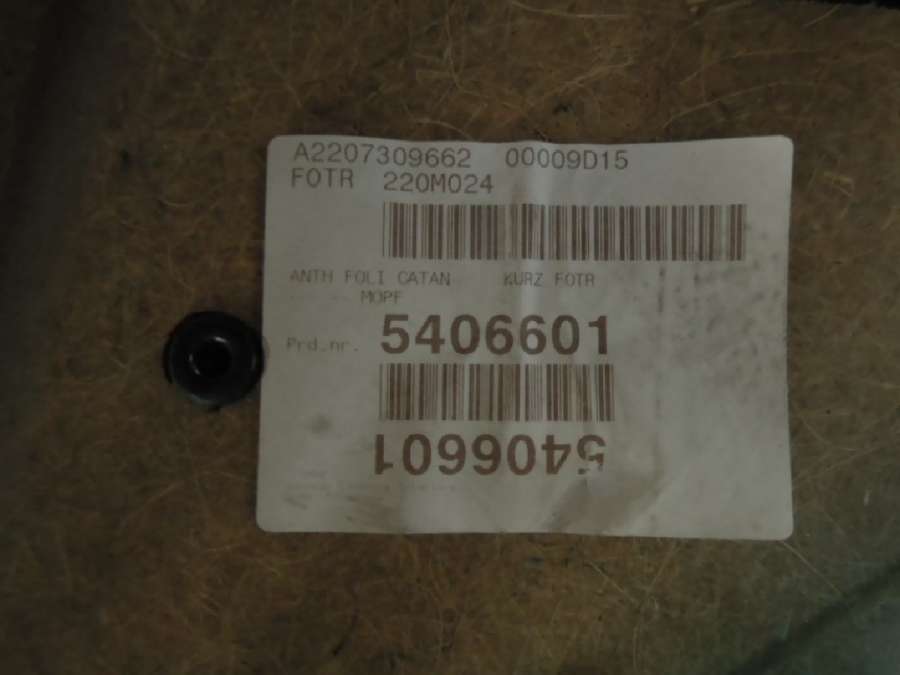 A2207309662 00009D15
FOTR 220M024
ANTH FOLI CATAN KURZ FOTR
MOPF
Prd.nr. 5406601
5406601